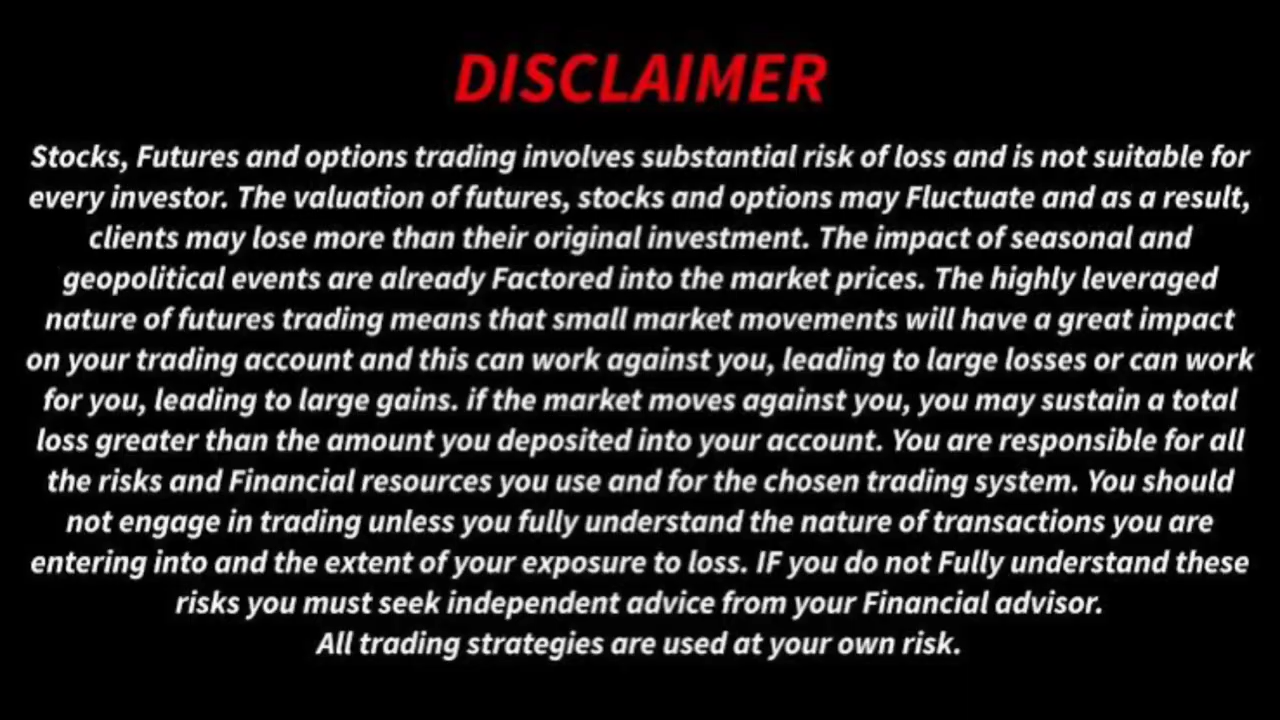 DISCLAIMER
Stocks, Futures and options trading involves substantial risk of loss and is not suitable for
every investor. The valuation of futures, stocks and options may Fluctuate and as a result,
clients may lose more than their original investment. The impact of seasonal and
geopolitical events are already Factored into the market prices. The highly leveraged
nature of futures trading means that small market movements will have a great impact
on your trading account and this can work against you, leading to large losses or can work
for you, leading to large gains. if the market moves against you, you may sustain a total
loss greater than the amount you deposited into your account. You are responsible for all
the risks and Financial resources you use and for the chosen trading system. You should
not engage in trading unless you fully understand the nature of transactions you are
entering into and the extent of your exposure to loss. IF you do not Fully understand these
risks you must seek independent advice from your Financial advisor.
All trading strategies are used at your own risk.